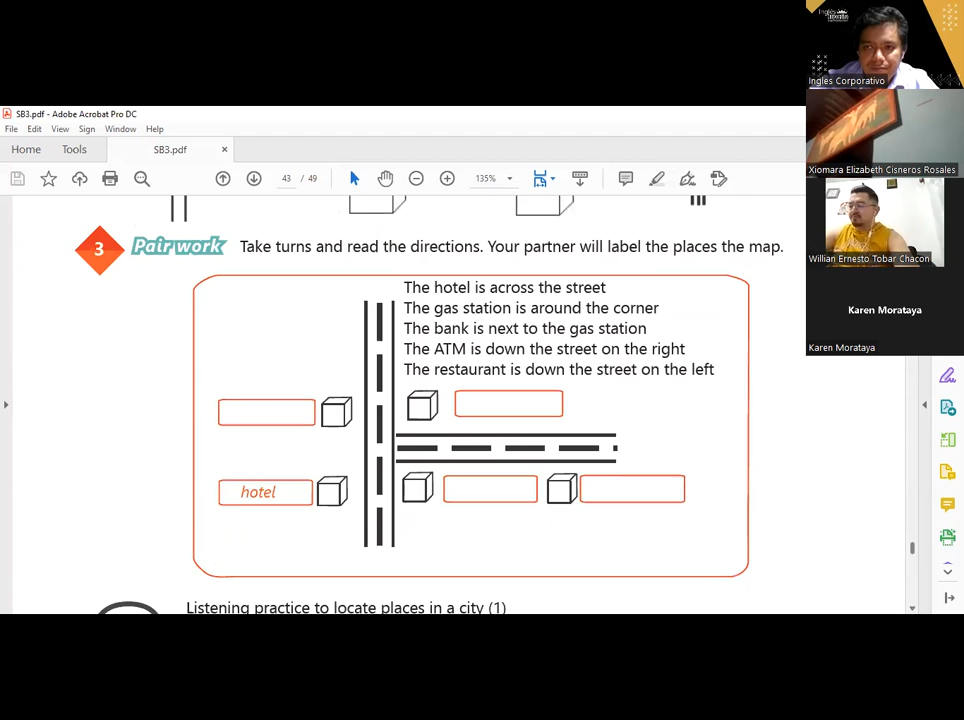 SB3.pdf - Adobe Acrobat Pro DC
File Edit View Sign Window Help
Home Tools SB3.pdf ×
43 / 49 135%
3 Pair work Take turns and read the directions. Your partner will label the places the map.
The hotel is across the street
The gas station is around the corner
The bank is next to the gas station
The ATM is down the street on the right
The restaurant is down the street on the left
hotel
Listening practice to locate places in a city (1)
Inglés Corporativo
Xiomara Elizabeth Cisneros Rosales
Willian Ernesto Tobar Chacon
Karen Morataya
Karen Morataya